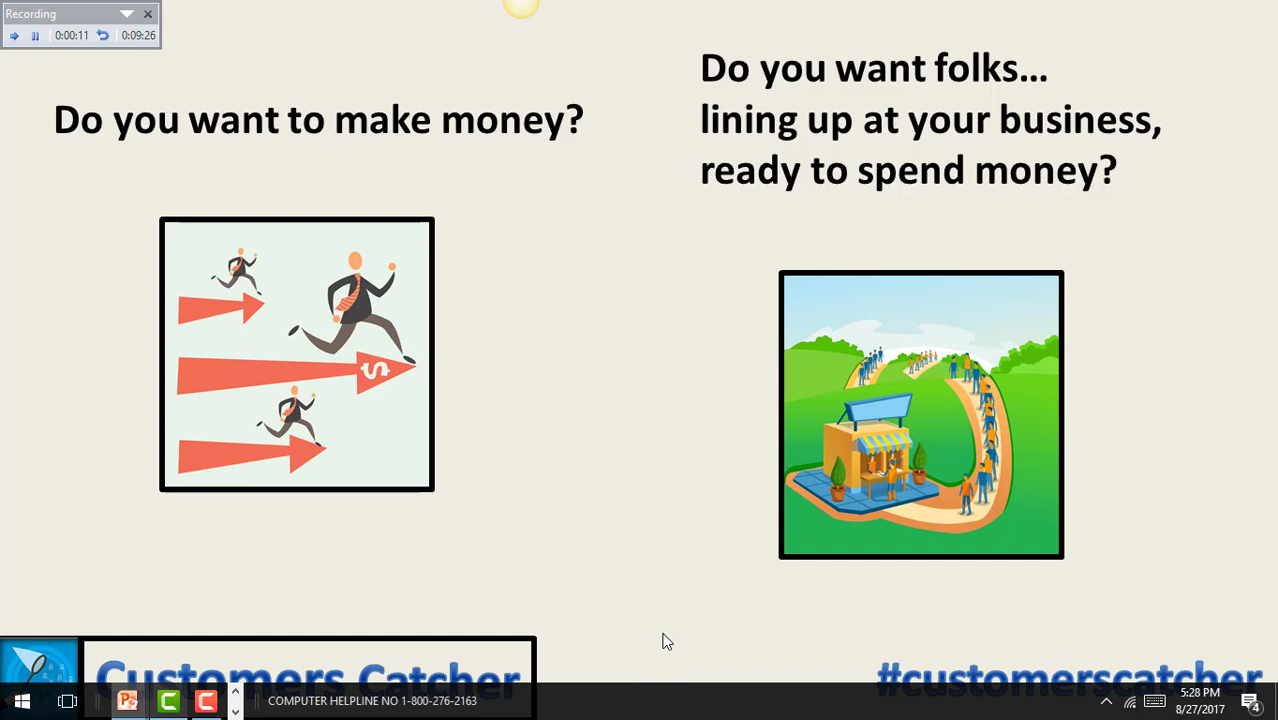 Recording
0:00:11
0:09:26
Do you want to make money?
Do you want folks...
lining up at your business,
ready to spend money?
$
Customers Catcher
#customerscatcher
COMPUTER HELPLINE NO 1-800-276-2163
5:28 PM
8/27/2017
4